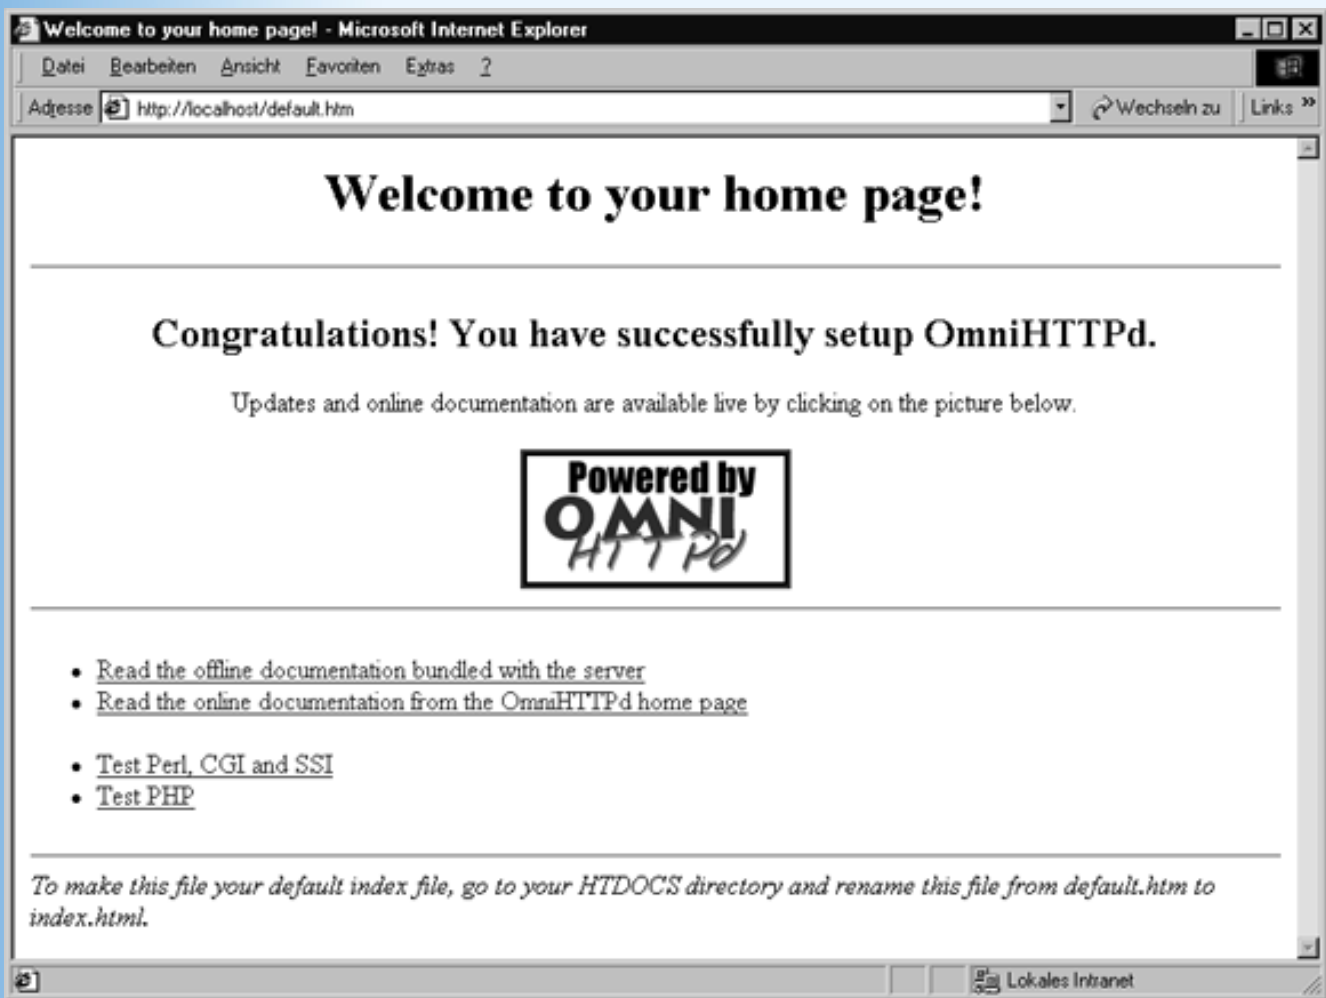 Welcome to your home page! - Microsoft Internet Explorer
Datei Bearbeiten Ansicht Favoriten Extras ?
Adresse http://localhost/default.htm Wechseln zu Links »
Welcome to your home page!
Congratulations! You have successfully setup OmniHTTPd.
Updates and online documentation are available live by clicking on the picture below.
Powered by
OMNI
HTTPd
• Read the offline documentation bundled with the server
• Read the online documentation from the OmniHTTPd home page
• Test Perl, CGI and SSI
• Test PHP
To make this file your default index file, go to your HTDOCS directory and rename this file from default.htm to
index.html.
Lokales Intranet